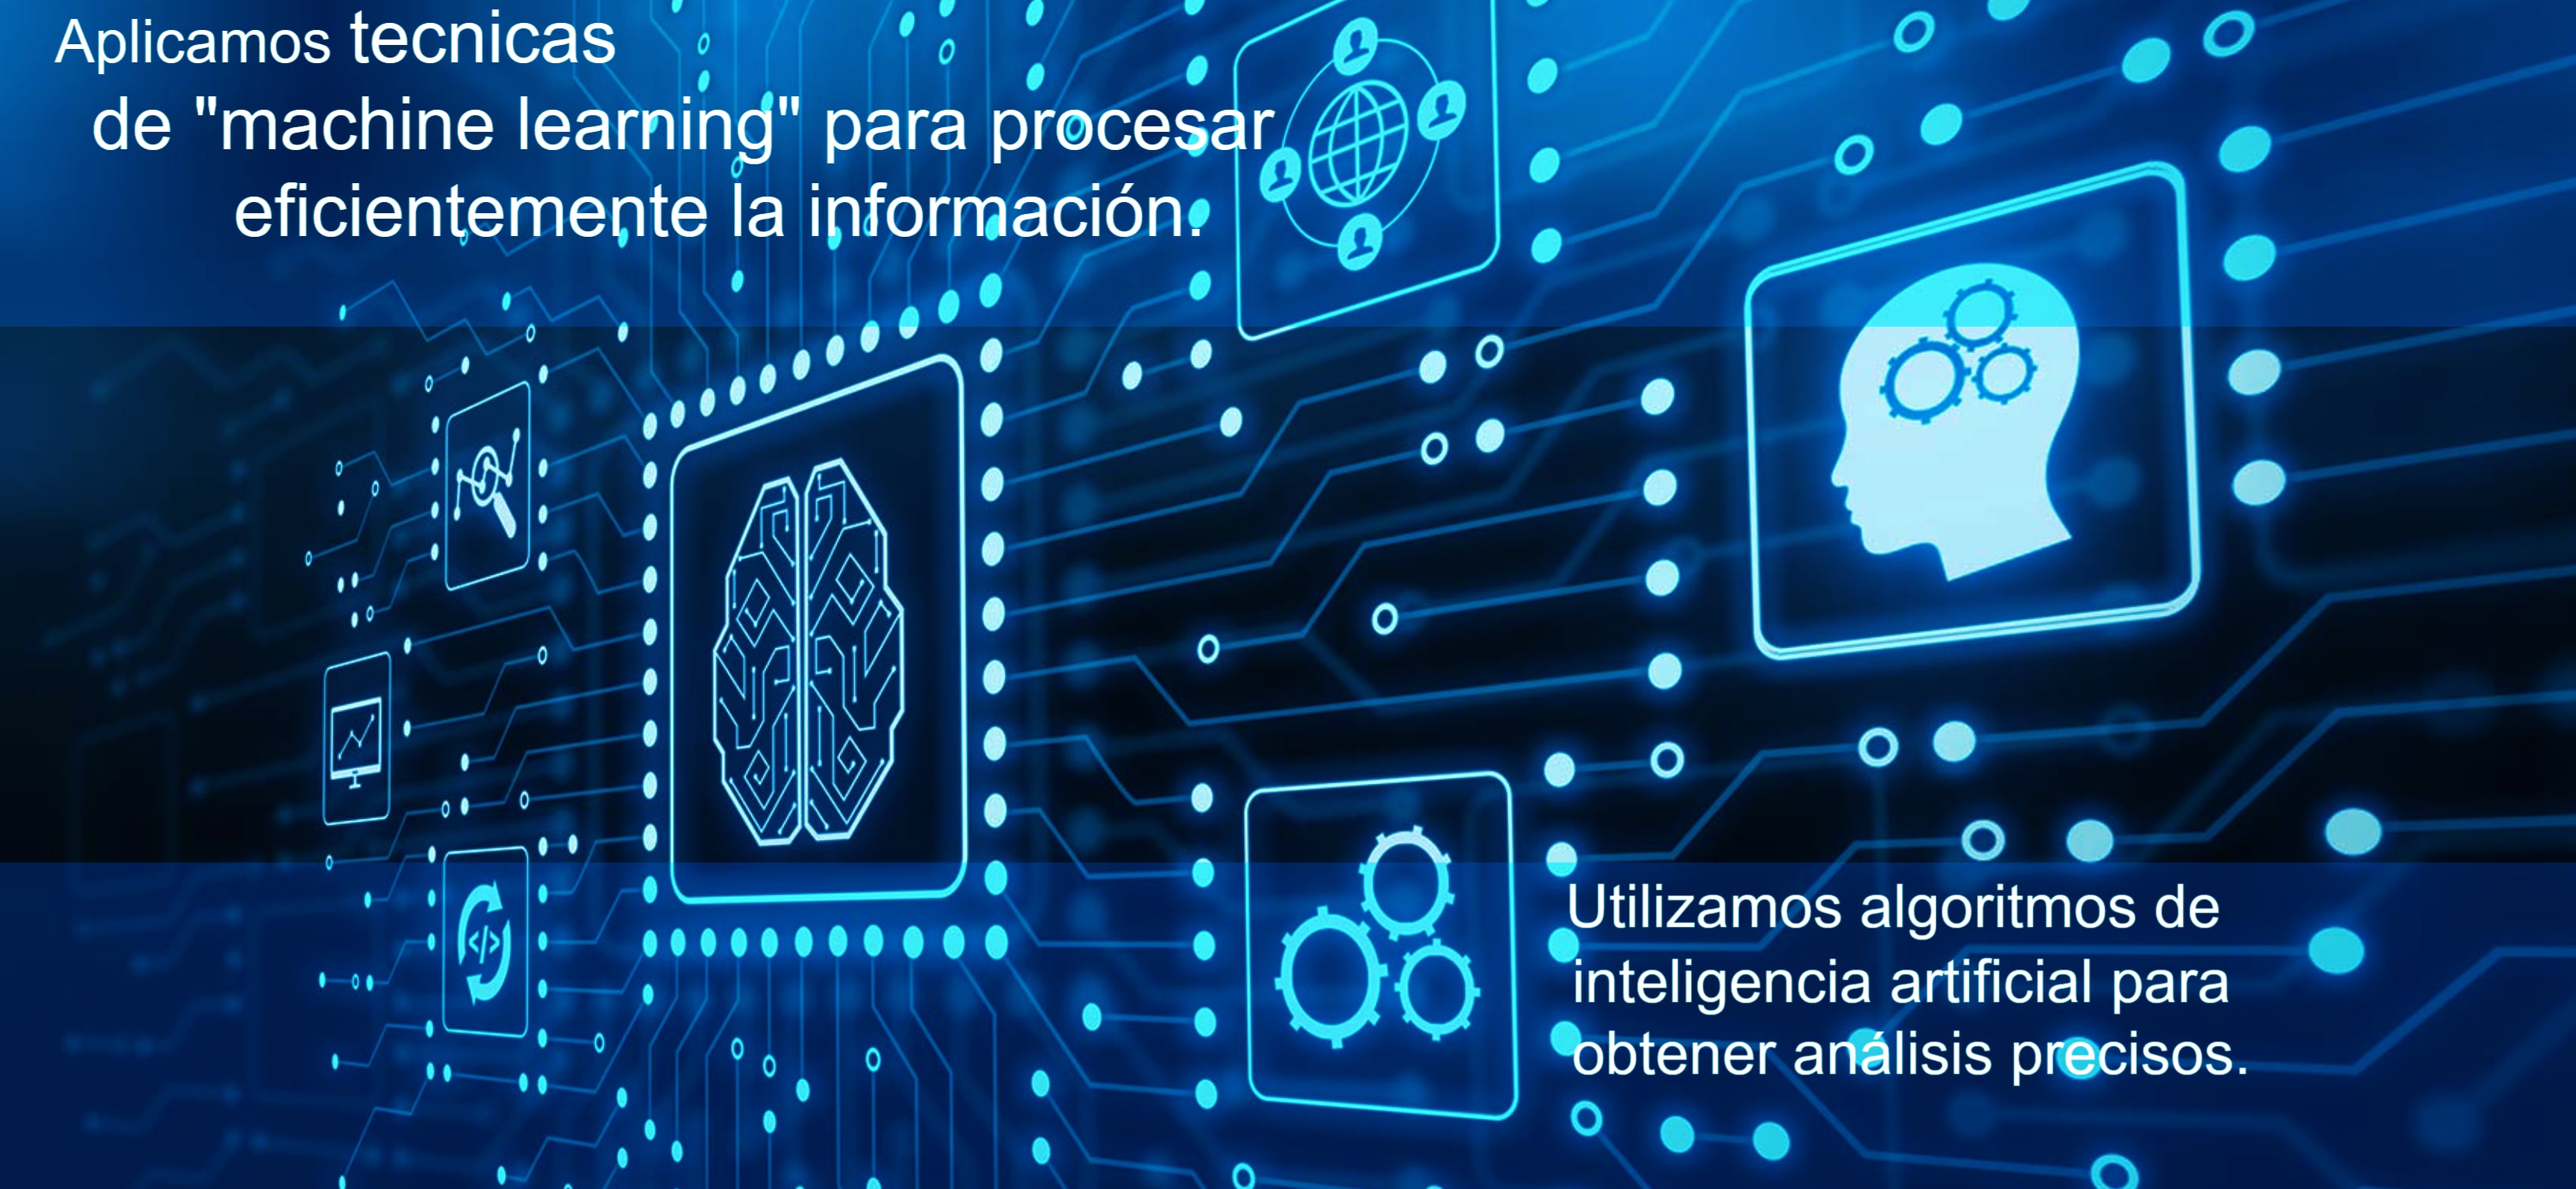 Aplicamos tecnicas
de "machine learning" para procesar
eficientemente la información.
</>
Utilizamos algoritmos de
inteligencia artificial para
obtener análisis precisos.